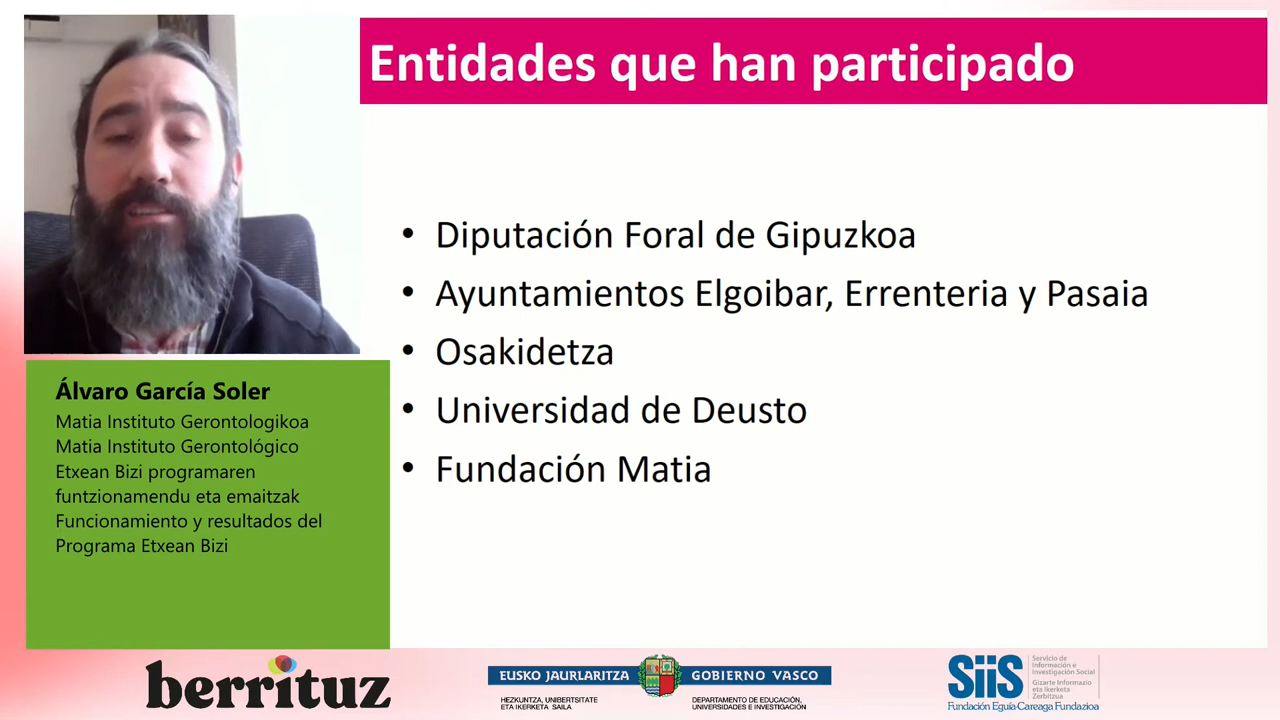 Entidades que han participado
• Diputación Foral de Gipuzkoa
• Ayuntamientos Elgoibar, Errenteria y Pasaia
• Osakidetza
• Universidad de Deusto
• Fundación Matia
Álvaro García Soler
Matia Instituto Gerontologikoa
Matia Instituto Gerontológico
Etxean Bizi programaren
funtzionamendu eta emaitzak
Funcionamiento y resultados del
Programa Etxean Bizi
berrituz
EUSKO JAURLARITZA
GOBIERNO VASCO
HEZKUNTZA, UNIBERTSITATE
ETA IKERKETA SAILA
DEPARTAMENTO DE EDUCACIÓN,
UNIVERSIDADES E INVESTIGACIÓN
SiiS
Servicio de
Información e
Investigación Social
Gizarte Informazio
eta Ikerketa
Zerbitzua
Fundación Eguía-Careaga Fundazioa